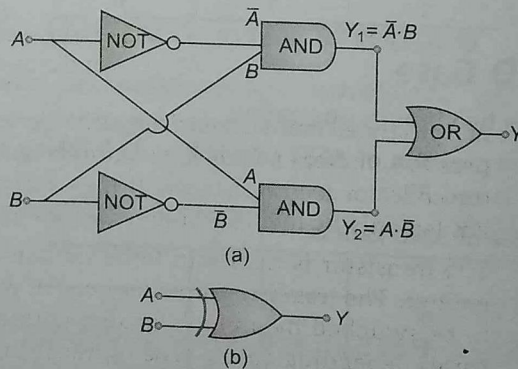 A
NOT
A̅
B
AND
Y₁ = A̅·B
OR
Y
B
NOT
B̅
A
AND
Y₂ = A·B̅
(a)
A
B
Y
(b)